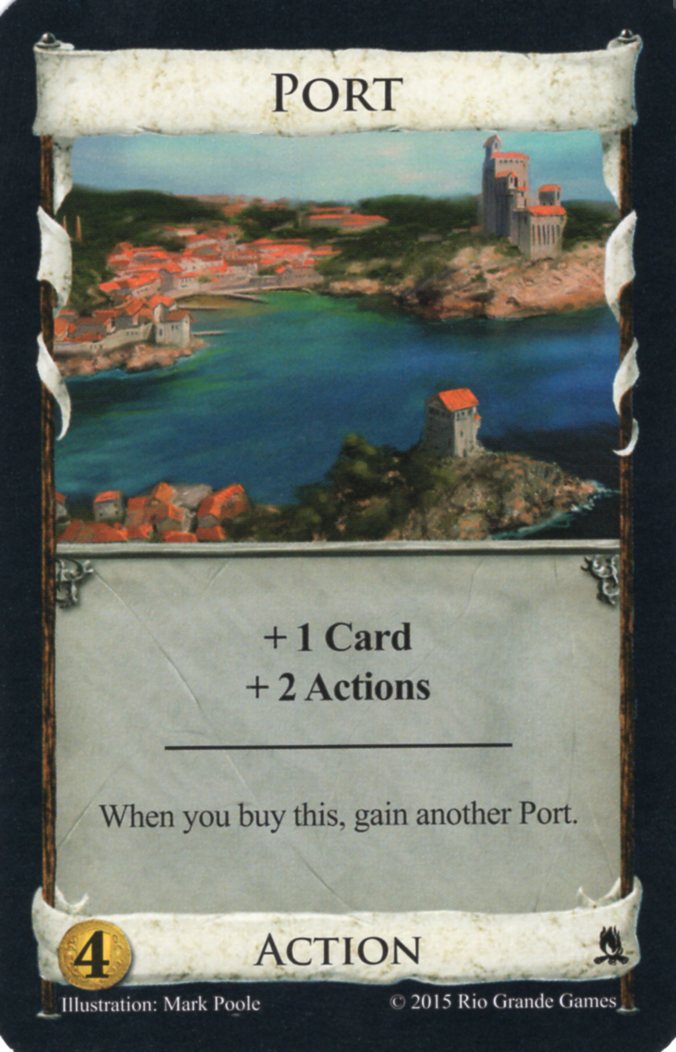 PORT
+ 1 Card
+ 2 Actions
When you buy this, gain another Port.
4
ACTION
Illustration: Mark Poole
© 2015 Rio Grande Games